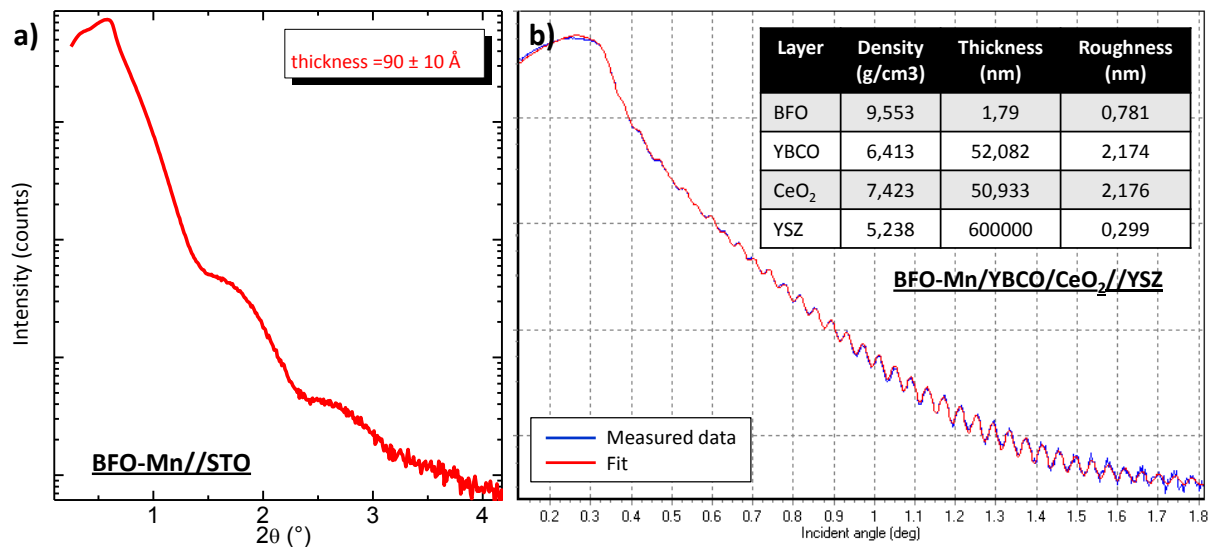 a)
thickness =90 ± 10 Å
Intensity (counts)
BFO-Mn//STO
1 2 3 4
2θ (°)
b)
Layer Density (g/cm3) Thickness (nm) Roughness (nm)
BFO 9,553 1,79 0,781
YBCO 6,413 52,082 2,174
CeO₂ 7,423 50,933 2,176
YSZ 5,238 600000 0,299
BFO-Mn/YBCO/CeO₂//YSZ
Measured data
Fit
0.2 0.3 0.4 0.5 0.6 0.7 0.8 0.9 1.0 1.1 1.2 1.3 1.4 1.5 1.6 1.7 1.8
Incident angle (deg)